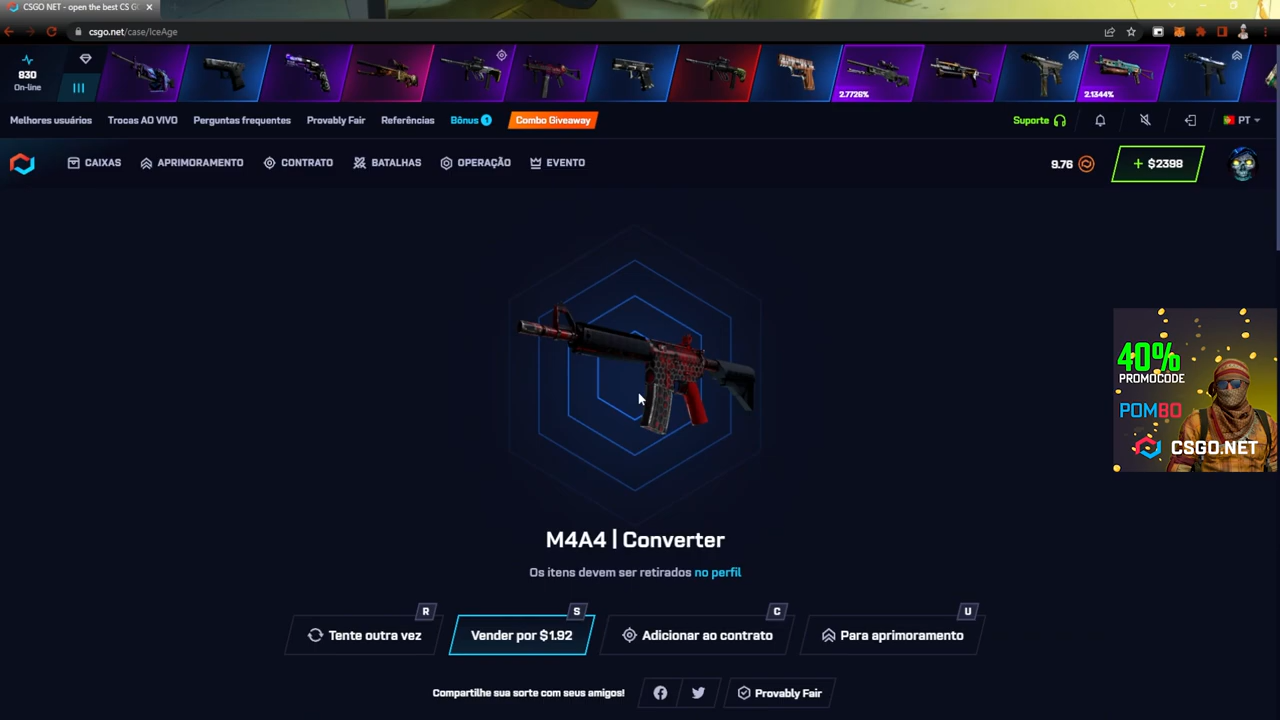 CSGO NET - open the best CS G
csgo.net/case/IceAge
830
On-line
2.7726%
2.1344%
Melhores usuários Trocas AO VIVO Perguntas frequentes Provably Fair Referências Bônus 1 Combo Giveaway Suporte PT
CAIXAS APRIMORAMENTO CONTRATO BATALHAS OPERAÇÃO EVENTO 9.76 + $2398
40%
PROMOCODE
POMBO
CSGO.NET
M4A4 | Converter
Os itens devem ser retirados no perfil
R S C U
Tente outra vez Vender por $1.92 Adicionar ao contrato Para aprimoramento
Compartilhe sua sorte com seus amigos! Provably Fair